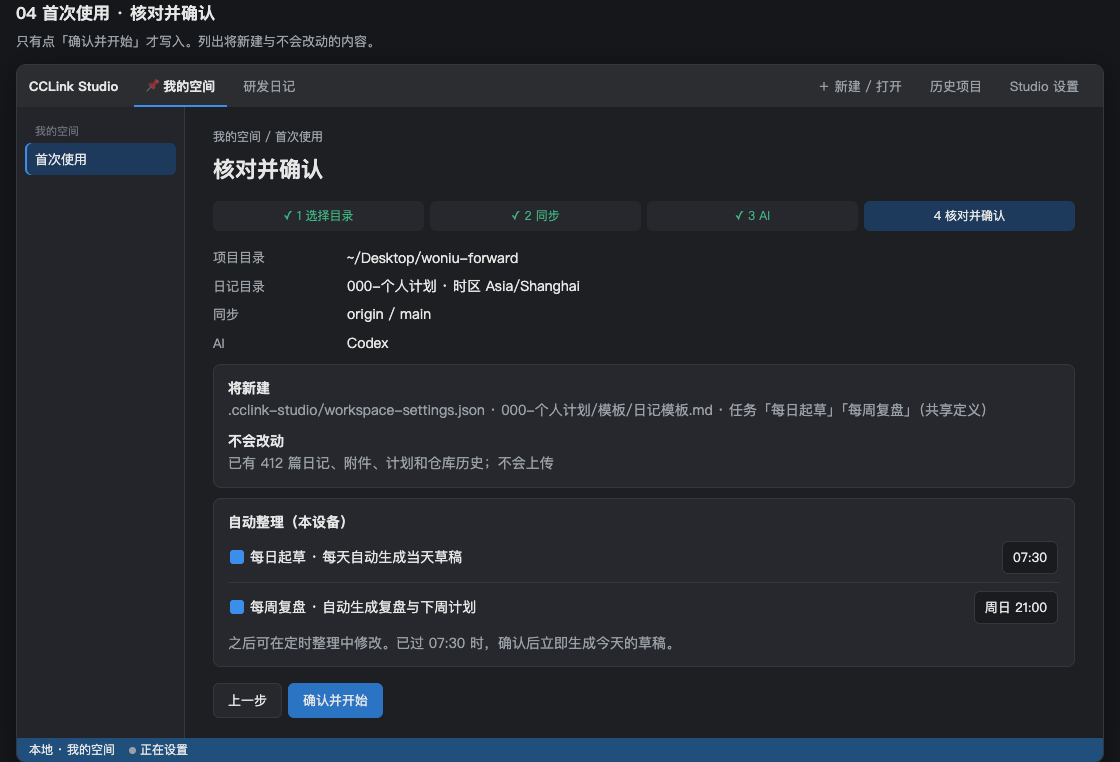 04 首次使用 · 核对并确认
只有点「确认并开始」才写入。列出将新建与不会改动的内容。
CCLink Studio 📌 我的空间 研发日记 + 新建 / 打开 历史项目 Studio 设置
我的空间
首次使用
我的空间 / 首次使用
核对并确认
✓ 1 选择目录 ✓ 2 同步 ✓ 3 AI 4 核对并确认
项目目录 ~/Desktop/woniu-forward
日记目录 000-个人计划 · 时区 Asia/Shanghai
同步 origin / main
AI Codex
将新建
.cclink-studio/workspace-settings.json · 000-个人计划/模板/日记模板.md · 任务「每日起草」「每周复盘」（共享定义）
不会改动
已有 412 篇日记、附件、计划和仓库历史；不会上传
自动整理（本设备）
每日起草 · 每天自动生成当天草稿 07:30
每周复盘 · 自动生成复盘与下周计划 周日 21:00
之后可在定时整理中修改。已过 07:30 时，确认后立即生成今天的草稿。
上一步 确认并开始
本地 · 我的空间 ● 正在设置